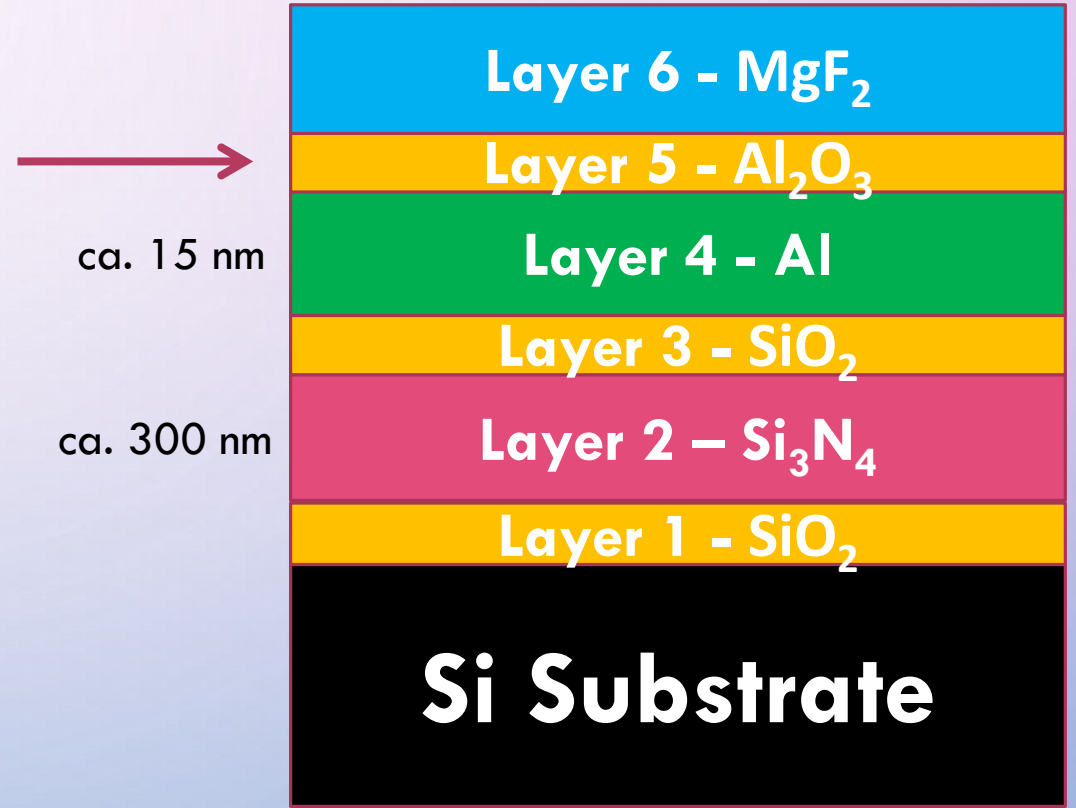 Layer 6 - MgF₂
Layer 5 - Al₂O₃
ca. 15 nm
Layer 4 - Al
Layer 3 - SiO₂
ca. 300 nm
Layer 2 – Si₃N₄
Layer 1 - SiO₂
Si Substrate